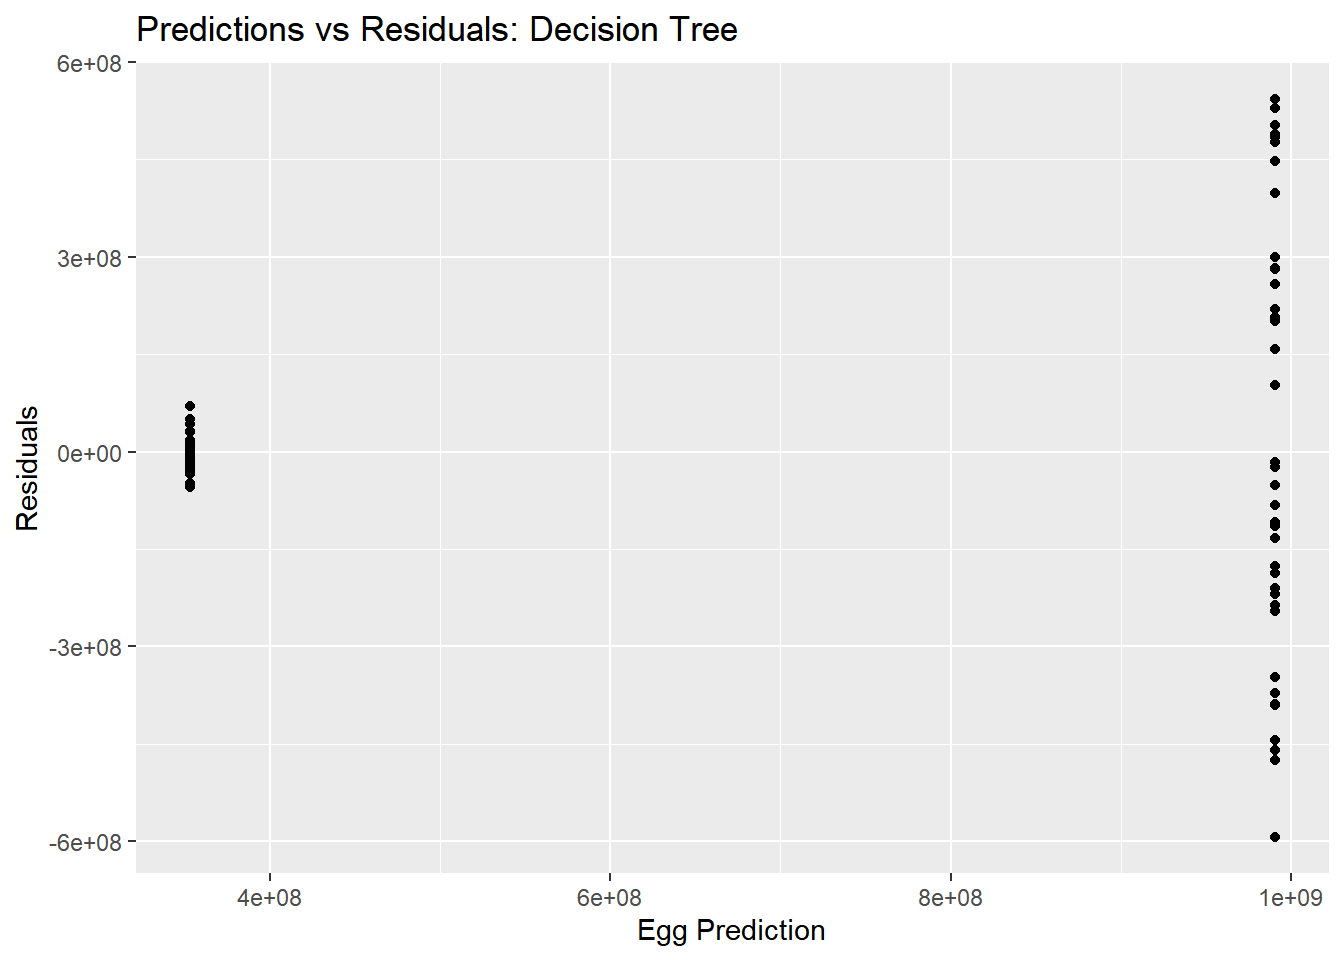 Predictions vs Residuals: Decision Tree
6e+08
3e+08
0e+00
-3e+08
-6e+08
Residuals
4e+08 6e+08 8e+08 1e+09
Egg Prediction